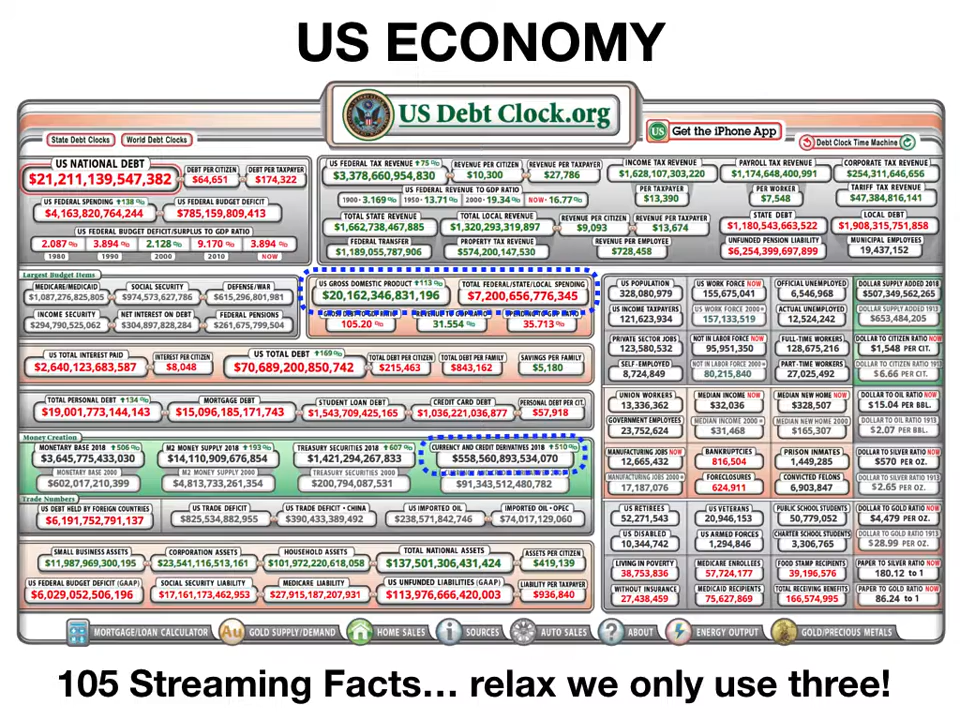 US ECONOMY
US Debt Clock.org
State Debt Clocks World Debt Clocks
US Get the iPhone App
Debt Clock Time Machine
US NATIONAL DEBT
$21,211,139,547,382
DEBT PER CITIZEN
$64,651
DEBT PER TAXPAYER
$174,322
US FEDERAL SPENDING ↑138 %
$4,163,820,764,244
US FEDERAL BUDGET DEFICIT
$785,159,809,413
US FEDERAL BUDGET DEFICIT/SURPLUS TO GDP RATIO
2.087 % 3.894 % 2.128 % 9.170 % 3.894 %
1980 1990 2000 2010 NOW
US FEDERAL TAX REVENUE ↑75 %
$3,378,660,954,830
REVENUE PER CITIZEN
$10,300
REVENUE PER TAXPAYER
$27,786
INCOME TAX REVENUE
$1,628,107,303,220
PAYROLL TAX REVENUE
$1,174,648,400,991
CORPORATE TAX REVENUE
$254,311,646,656
US FEDERAL REVENUE TO GDP RATIO
1900 - 3.169 % 1950 - 13.71 % 2000 - 19.34 % NOW - 16.77 %
PER TAXPAYER
$13,390
PER WORKER
$7,548
TARIFF TAX REVENUE
$47,384,816,141
TOTAL STATE REVENUE
$1,662,738,467,885
TOTAL LOCAL REVENUE
$1,320,293,319,897
REVENUE PER CITIZEN
$9,093
REVENUE PER TAXPAYER
$13,674
STATE DEBT
$1,180,543,663,522
LOCAL DEBT
$1,908,315,751,858
FEDERAL TRANSFER
$1,189,055,787,906
PROPERTY TAX REVENUE
$574,200,147,530
REVENUE PER EMPLOYEE
$728,458
UNFUNDED PENSION LIABILITY
$6,254,399,697,899
MUNICIPAL EMPLOYEES
19,437,152
Largest Budget Items
MEDICARE/MEDICAID
$1,087,276,825,805
SOCIAL SECURITY
$974,573,627,786
DEFENSE/WAR
$615,296,801,981
INCOME SECURITY
$294,790,525,062
NET INTEREST ON DEBT
$304,897,828,284
FEDERAL PENSIONS
$261,675,799,504
US GROSS DOMESTIC PRODUCT ↑113 %
$20,162,346,831,196
TOTAL FEDERAL/STATE/LOCAL SPENDING
$7,200,656,776,345
105.20 %
31.554 %
35.713 %
US TOTAL INTEREST PAID
$2,640,123,683,587
INTEREST PER CITIZEN
$8,048
US TOTAL DEBT ↑169 %
$70,689,200,850,742
TOTAL DEBT PER CITIZEN
$215,463
TOTAL DEBT PER FAMILY
$843,162
SAVINGS PER FAMILY
$5,180
TOTAL PERSONAL DEBT ↑134 %
$19,001,773,144,143
MORTGAGE DEBT
$15,096,185,171,743
STUDENT LOAN DEBT
$1,543,709,425,165
CREDIT CARD DEBT
$1,036,221,036,877
PERSONAL DEBT PER CIT.
$57,918
Money Creation
MONETARY BASE 2018 ↑506 %
$3,645,775,433,030
M2 MONEY SUPPLY 2018 ↑193 %
$14,110,909,676,854
TREASURY SECURITIES 2018 ↑607 %
$1,421,294,267,833
CURRENCY AND CREDIT DERIVATIVES 2018 ↑510 %
$558,560,893,534,070
MONETARY BASE 2000
$602,017,210,399
M2 MONEY SUPPLY 2000
$4,813,733,261,354
TREASURY SECURITIES 2000
$200,794,087,531
$91,343,512,480,782
Trade Numbers
US DEBT HELD BY FOREIGN COUNTRIES
$6,191,752,791,137
US TRADE DEFICIT
$825,534,882,955
US TRADE DEFICIT - CHINA
$390,433,389,492
US IMPORTED OIL
$238,571,842,746
IMPORTED OIL - OPEC
$74,017,129,060
SMALL BUSINESS ASSETS
$11,987,969,300,195
CORPORATION ASSETS
$23,541,116,513,161
HOUSEHOLD ASSETS
$101,972,220,618,058
TOTAL NATIONAL ASSETS
$137,501,306,431,424
ASSETS PER CITIZEN
$419,139
US FEDERAL BUDGET DEFICIT (GAAP)
$6,029,052,506,196
SOCIAL SECURITY LIABILITY
$17,161,173,462,953
MEDICARE LIABILITY
$27,915,187,207,931
US UNFUNDED LIABILITIES (GAAP)
$113,976,666,420,003
LIABILITY PER TAXPAYER
$936,840
US POPULATION
328,080,979
US WORK FORCE NOW
155,675,041
OFFICIAL UNEMPLOYED
6,546,968
DOLLAR SUPPLY ADDED 2018
$507,349,562,265
US INCOME TAXPAYERS
121,623,934
US WORK FORCE 2000
157,133,519
ACTUAL UNEMPLOYED
12,524,242
DOLLAR SUPPLY ADDED 1913
$653,484,205
PRIVATE SECTOR JOBS
123,580,532
NOT IN LABOR FORCE NOW
95,951,350
FULL-TIME WORKERS
128,675,216
DOLLAR TO CITIZEN RATIO NOW
$1,548 PER CIT.
SELF-EMPLOYED
8,724,849
NOT IN LABOR FORCE 2000
80,215,840
PART-TIME WORKERS
27,025,492
DOLLAR TO CITIZEN RATIO 1913
$6.66 PER CIT.
UNION WORKERS
13,336,362
MEDIAN INCOME NOW
$32,036
MEDIAN NEW HOME NOW
$328,507
DOLLAR TO OIL RATIO NOW
$15.04 PER BBL.
GOVERNMENT EMPLOYEES
23,752,624
MEDIAN INCOME 2000
$31,468
MEDIAN NEW HOME 2000
$165,307
DOLLAR TO OIL RATIO 1913
$2.07 PER BBL.
MANUFACTURING JOBS NOW
12,665,432
BANKRUPTCIES
816,504
PRISON INMATES
1,449,285
DOLLAR TO SILVER RATIO NOW
$570 PER OZ.
MANUFACTURING JOBS 2000
17,187,076
FORECLOSURES
624,911
CONVICTED FELONS
6,903,847
DOLLAR TO SILVER RATIO 1913
$2.65 PER OZ.
US RETIREES
52,271,543
US VETERANS
20,946,153
PUBLIC SCHOOL STUDENTS
50,779,052
DOLLAR TO GOLD RATIO NOW
$4,479 PER OZ.
US DISABLED
10,344,742
US ARMED FORCES
1,294,846
CHARTER SCHOOL STUDENTS
3,306,765
DOLLAR TO GOLD RATIO 1913
$28.99 PER OZ.
LIVING IN POVERTY
38,753,836
MEDICARE ENROLLEES
57,724,177
FOOD STAMP RECIPIENTS
39,196,576
PAPER TO SILVER RATIO NOW
180.12 to 1
WITHOUT INSURANCE
27,438,459
MEDICAID RECIPIENTS
75,627,869
TOTAL RECEIVING BENEFITS
166,574,995
PAPER TO GOLD RATIO NOW
86.24 to 1
MORTGAGE/LOAN CALCULATOR Au GOLD SUPPLY/DEMAND HOME SALES SOURCES AUTO SALES ABOUT ENERGY OUTPUT GOLD/PRECIOUS METALS
105 Streaming Facts... relax we only use three!